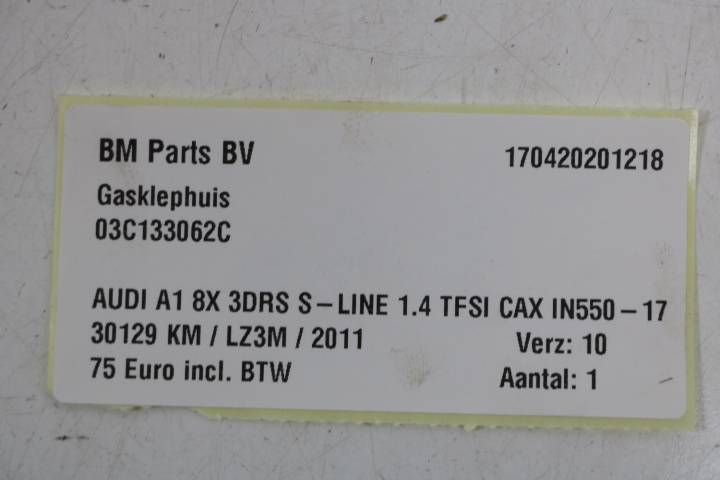 BM Parts BV 170420201218
Gasklephuis
03C133062C
AUDI A1 8X 3DRS S-LINE 1.4 TFSI CAX IN550-17
30129 KM / LZ3M / 2011 Verz: 10
75 Euro incl. BTW Aantal: 1